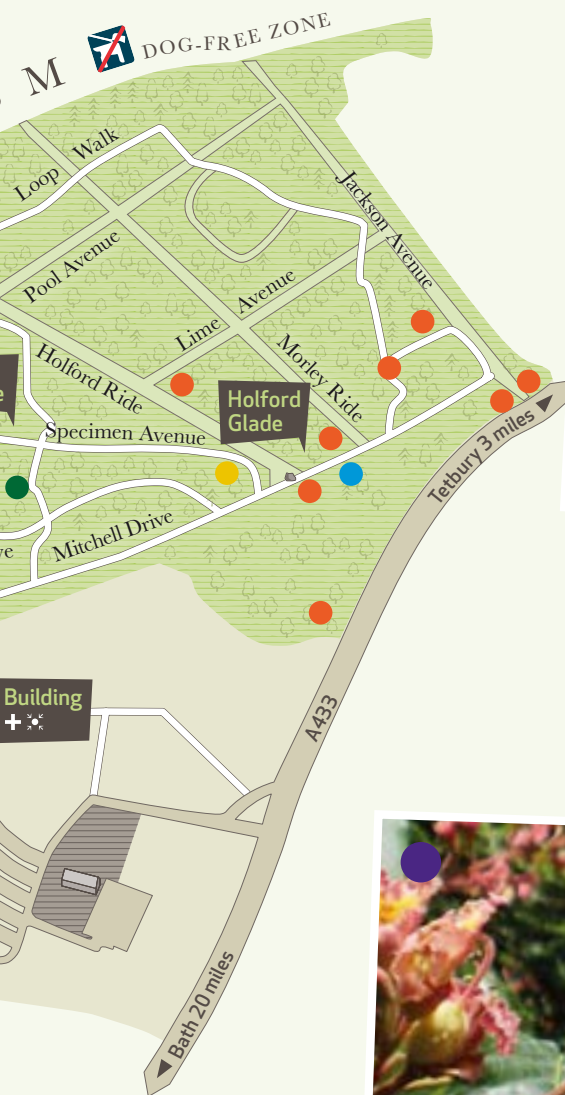 M
DOG-FREE ZONE
Loop Walk
Jackson Avenue
Pool Avenue
Lime Avenue
Holford Ride
Morley Ride
Holford
Glade
Specimen Avenue
Tetbury 3 miles
Mitchell Drive
Building
A433
Bath 20 miles